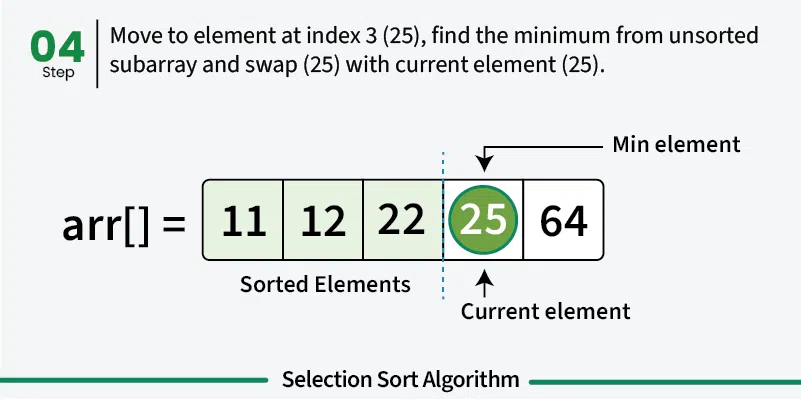 04
Step
Move to element at index 3 (25), find the minimum from unsorted
subarray and swap (25) with current element (25).
Min element
arr[] = 11 12 22 25 64
Sorted Elements
Current element
Selection Sort Algorithm